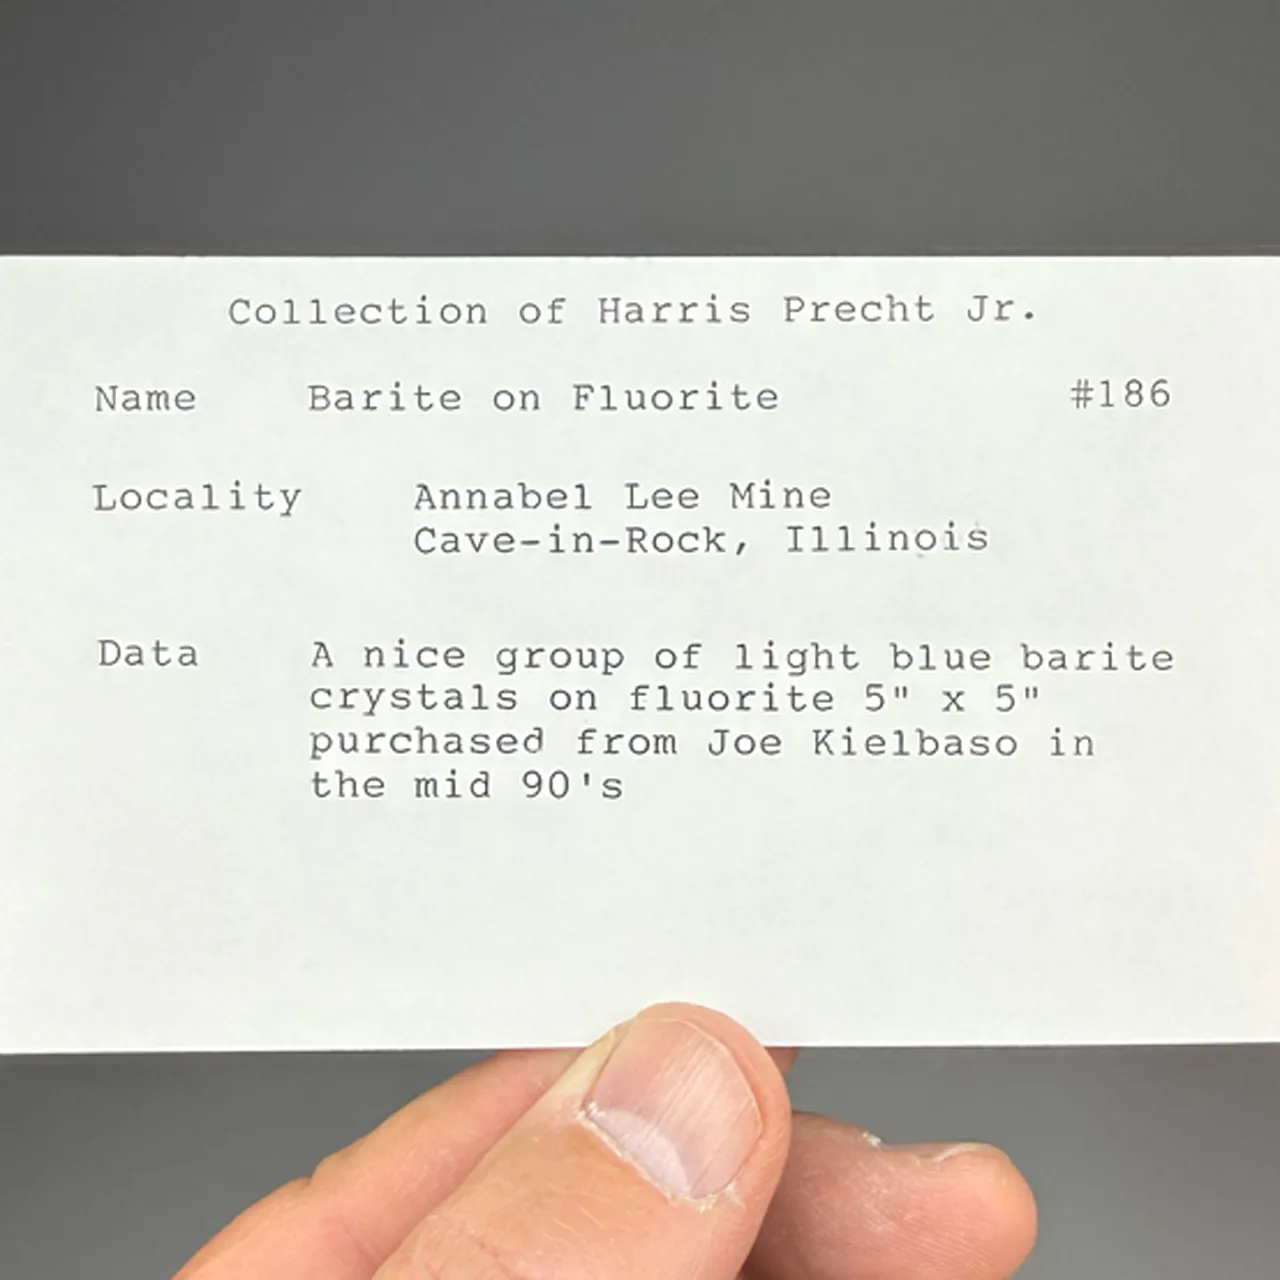 Collection of Harris Precht Jr.
Name Barite on Fluorite #186
Locality Annabel Lee Mine
Cave-in-Rock, Illinois
Data A nice group of light blue barite
crystals on fluorite 5" x 5"
purchased from Joe Kielbaso in
the mid 90's